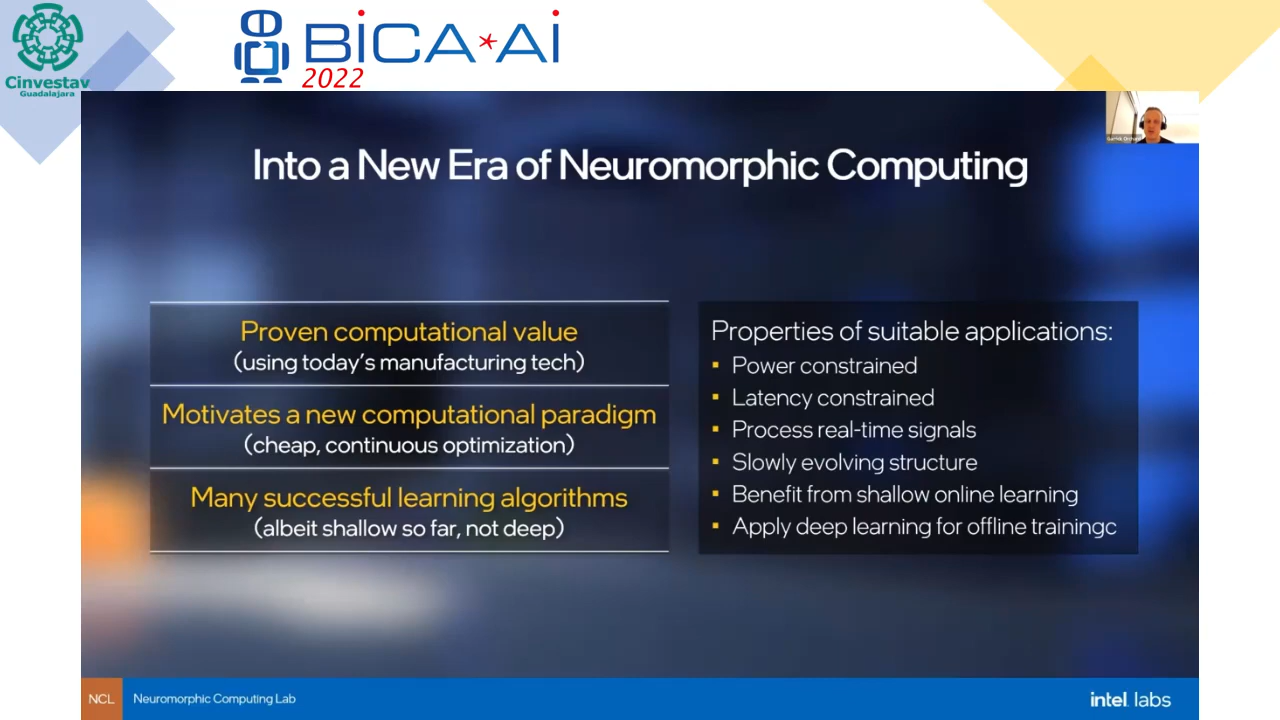 Cinvestav
Guadalajara
BiCA*Ai
2022
Into a New Era of Neuromorphic Computing
Proven computational value
(using today's manufacturing tech)
Motivates a new computational paradigm
(cheap, continuous optimization)
Many successful learning algorithms
(albeit shallow so far, not deep)
Properties of suitable applications:
▪ Power constrained
▪ Latency constrained
▪ Process real-time signals
▪ Slowly evolving structure
▪ Benefit from shallow online learning
▪ Apply deep learning for offline trainingc
NCL
Neuromorphic Computing Lab
intel labs